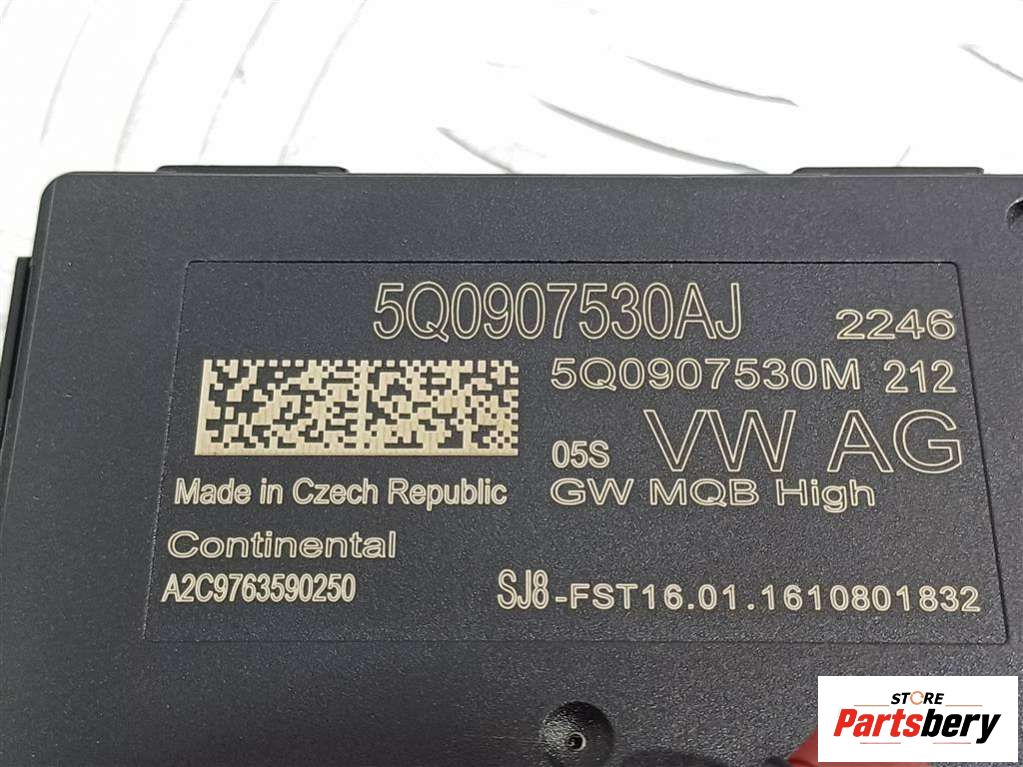 5Q0907530AJ 2246
5Q0907530M 212
05S VW AG
Made in Czech Republic
GW MQB High
Continental
A2C9763590250
SJ8-FST16.01.1610801832
STORE
Partsbery